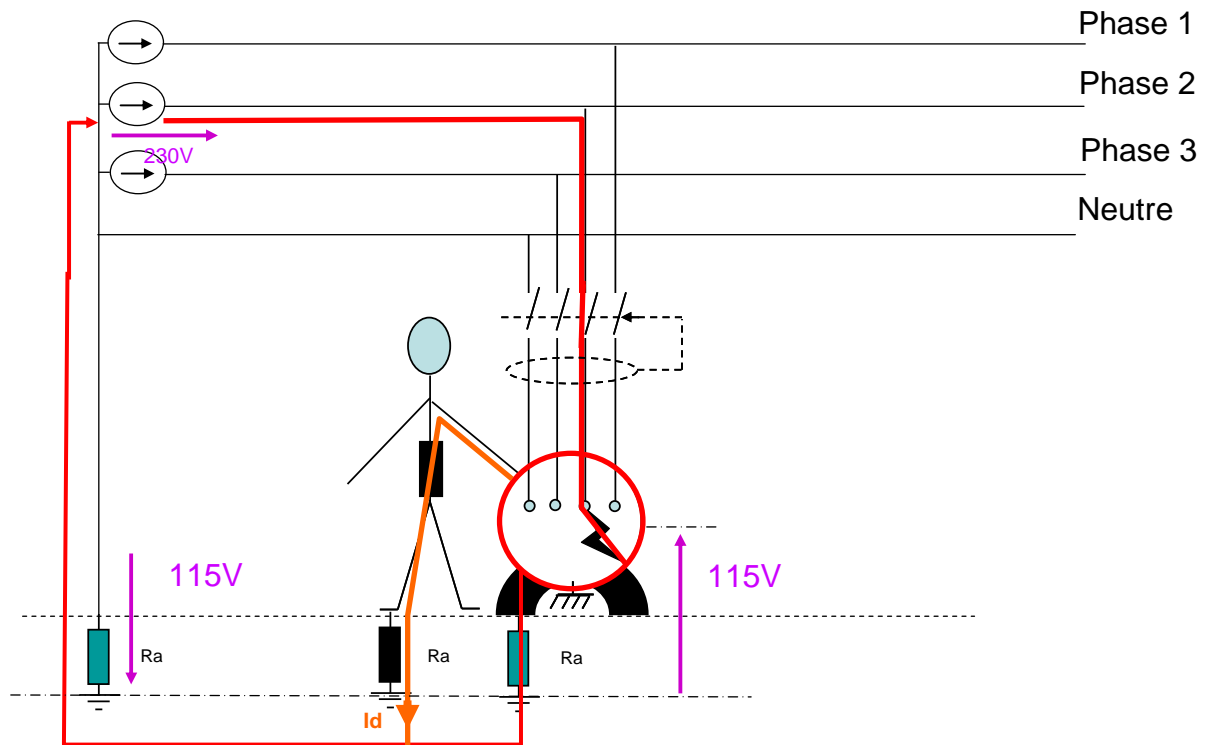 Phase 1
Phase 2
230V
Phase 3
Neutre
115V
115V
Ra
Ra
Ra
Id